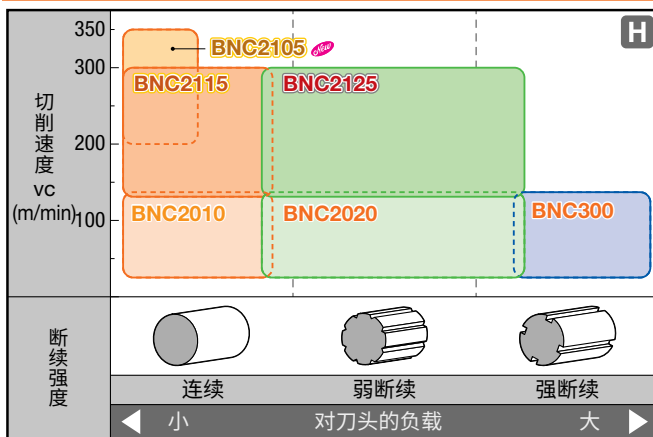 350
BNC2105 New
H
300
BNC2115 BNC2125
切削速度
vc
(m/min)
200
100
BNC2010 BNC2020 BNC300
断续强度
连续 弱断续 强断续
小 对刀头的负载 大